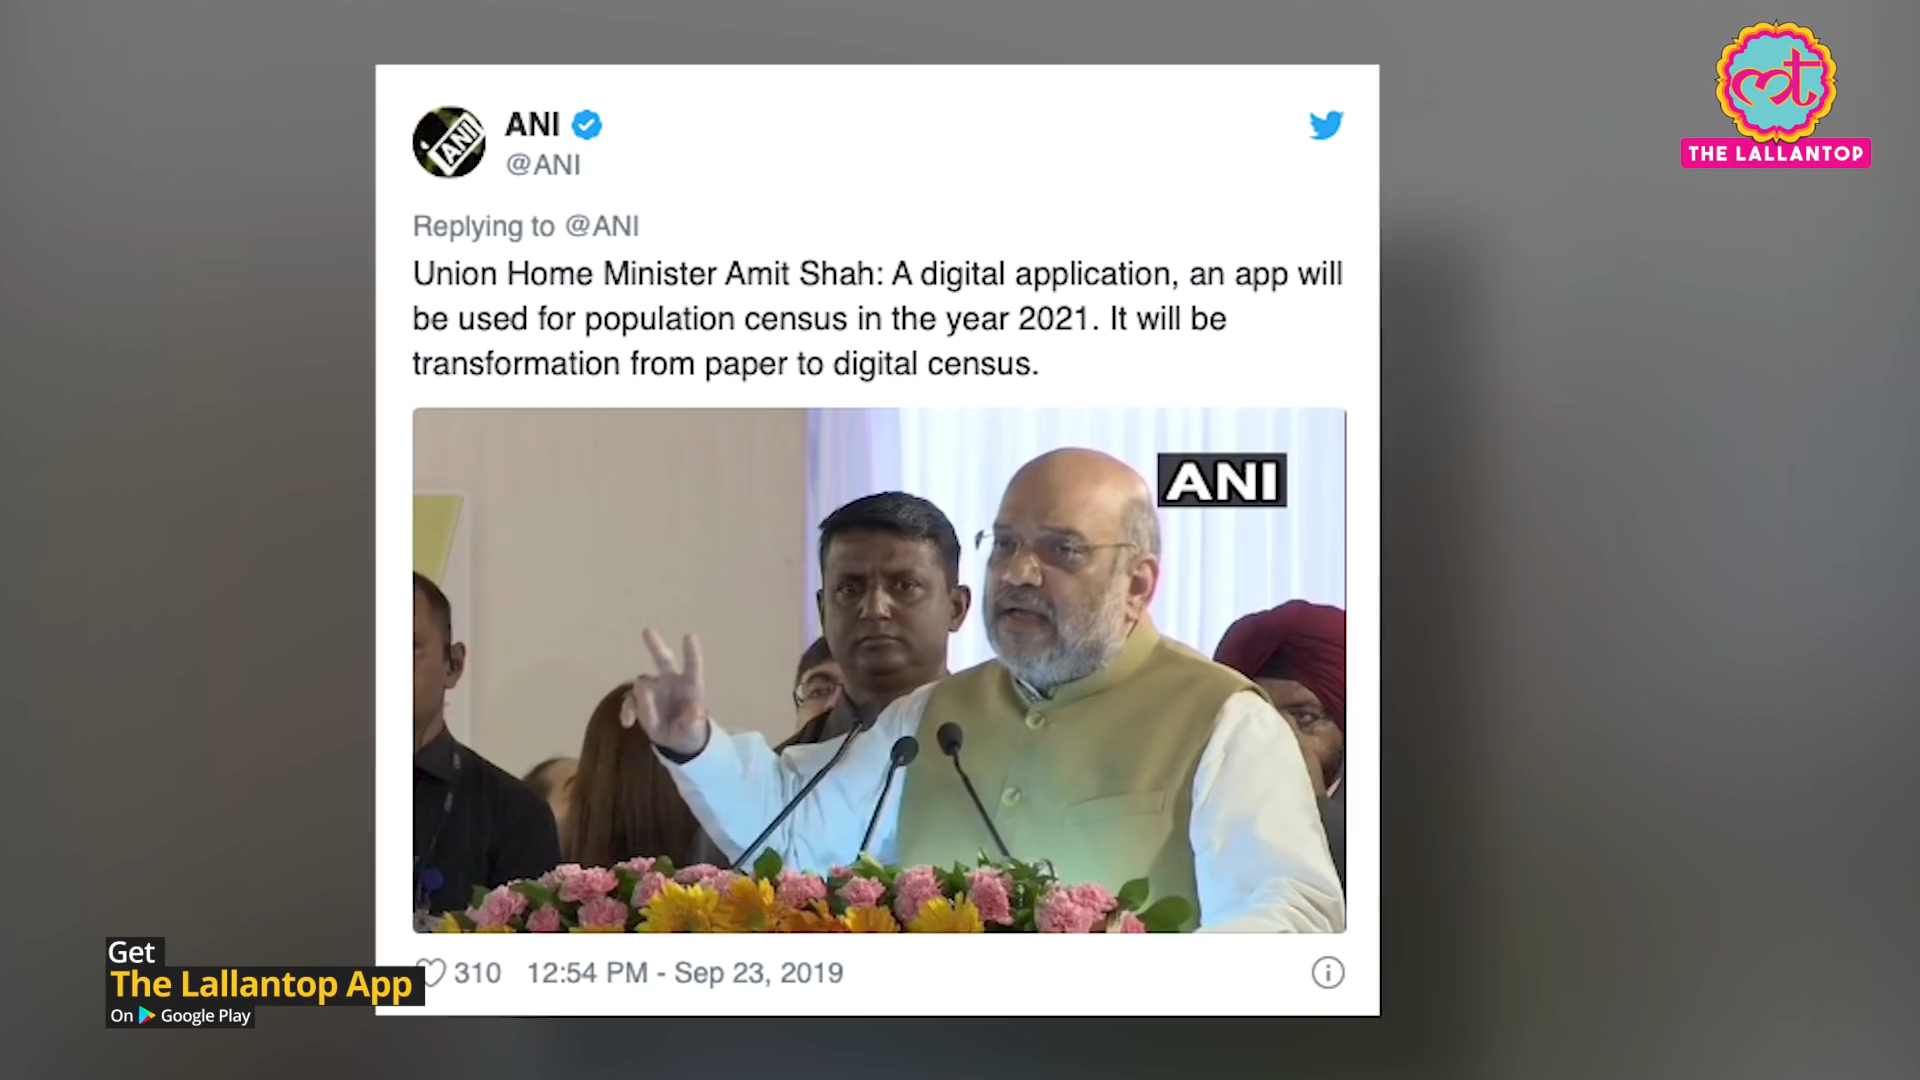 THE LALLANTOP
ANI
ANI
@ANI
Replying to @ANI
Union Home Minister Amit Shah: A digital application, an app will
be used for population census in the year 2021. It will be
transformation from paper to digital census.
ANI
310 12:54 PM - Sep 23, 2019
Get
The Lallantop App
On Google Play